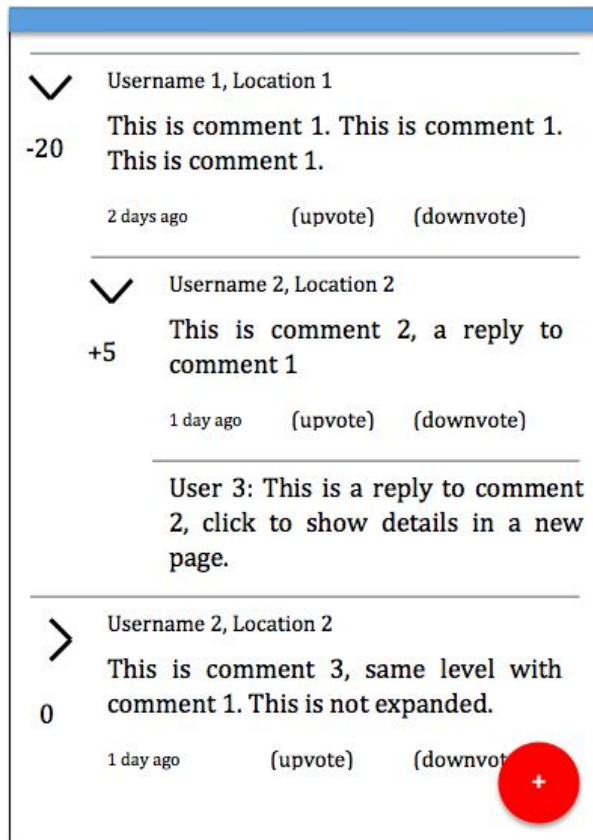 Username 1, Location 1
This is comment 1. This is comment 1.
-20
This is comment 1.
2 days ago (upvote) (downvote)
Username 2, Location 2
This is comment 2, a reply to
+5
comment 1
1 day ago (upvote) (downvote)
User 3: This is a reply to comment
2, click to show details in a new
page.
Username 2, Location 2
This is comment 3, same level with
comment 1. This is not expanded.
0
1 day ago (upvote) (downvot
+